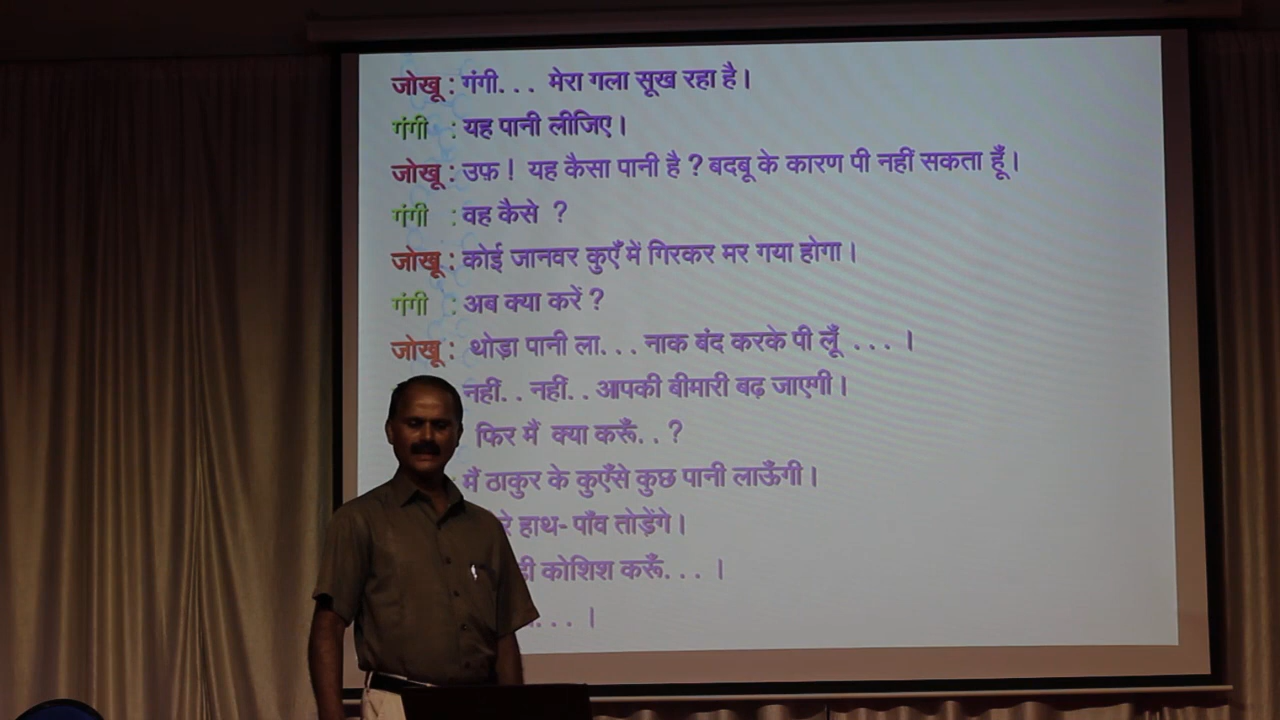 जोखू : गंगी... मेरा गला सूख रहा है।
गंगी : यह पानी लीजिए।
जोखू : उफ़ ! यह कैसा पानी है ? बदबू के कारण पी नहीं सकता हूँ।
गंगी : वह कैसे ?
जोखू : कोई जानवर कुएँ में गिरकर मर गया होगा।
गंगी : अब क्या करें ?
जोखू : थोड़ा पानी ला... नाक बंद करके पी लूँ ... ।
नहीं. . नहीं. . आपकी बीमारी बढ़ जाएगी।
फिर मैं क्या करूँ. . ?
: मैं ठाकुर के कुएँसे कुछ पानी लाऊँगी।
हाथ- पाँव तोड़ेंगे।
कोशिश करूँ... ।
... ।